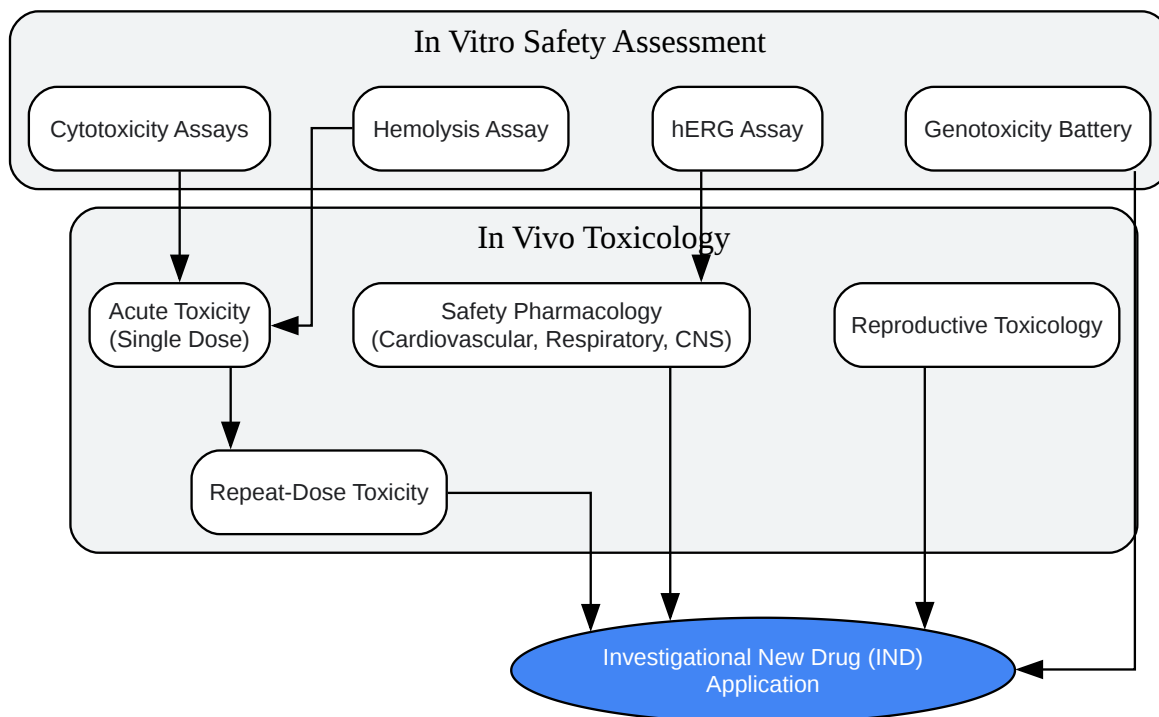 In Vitro Safety Assessment
Cytotoxicity Assays
Hemolysis Assay
hERG Assay
Genotoxicity Battery
In Vivo Toxicology
Acute Toxicity
(Single Dose)
Safety Pharmacology
(Cardiovascular, Respiratory, CNS)
Reproductive Toxicology
Repeat-Dose Toxicity
Investigational New Drug (IND)
Application